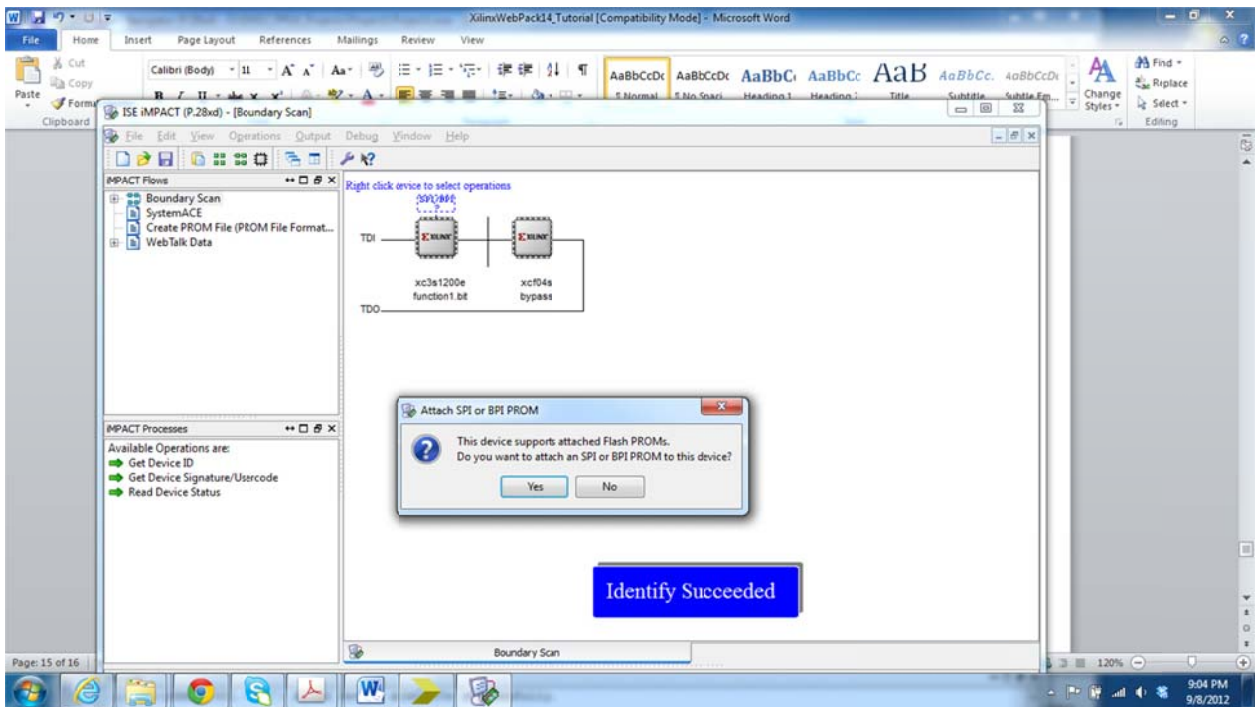 XilinxWebPack14_Tutorial [Compatibility Mode] - Microsoft Word
File Home Insert Page Layout References Mailings Review View
Cut
Copy
Paste
Clipboard
Calibri (Body) 11
AaBbCcDc AaBbCcDc AaBbC AaBbCc AaB AaBbCc. AaBbCcDc
Change
Styles
Find
Replace
Select
Editing
ISE iMPACT (P.28xd) - [Boundary Scan]
File Edit View Operations Output Debug Window Help
iMPACT Flows
Boundary Scan
SystemACE
Create PROM File (PROM File Format...
WebTalk Data
Right click device to select operations
SPI/BPI
?
TDI
XILINX XILINX
xc3s1200e xcf04s
function1.bit bypass
TDO
iMPACT Processes
Available Operations are:
Get Device ID
Get Device Signature/Usercode
Read Device Status
Attach SPI or BPI PROM
This device supports attached Flash PROMs.
Do you want to attach an SPI or BPI PROM to this device?
Yes No
Identify Succeeded
Boundary Scan
Page: 15 of 16
120%
9:04 PM
9/8/2012